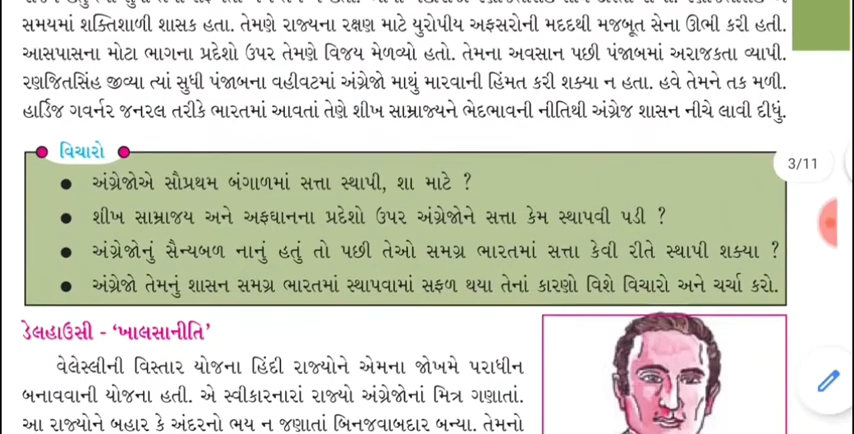 સમયમાં શક્તિશાળી શાસક હતા. તેમણે રાજ્યના રક્ષણ માટે યુરોપીય અફસરોની મદદથી મજબૂત સેના ઊભી કરી હતી.
આસપાસના મોટા ભાગના પ્રદેશો ઉપર તેમણે વિજય મેળવ્યો હતો. તેમના અવસાન પછી પંજાબમાં અરાજકતા વ્યાપી.
રણજિતસિંહ જીવ્યા ત્યાં સુધી પંજાબના વહીવટમાં અંગ્રેજો માથું મારવાની હિંમત કરી શક્યા ન હતા. હવે તેમને તક મળી.
હાર્ડિંજ ગવર્નર જનરલ તરીકે ભારતમાં આવતાં તેણે શીખ સામ્રાજ્યને ભેદભાવની નીતિથી અંગ્રેજ શાસન નીચે લાવી દીધું.
વિચારો
3/11
● અંગ્રેજોએ સૌપ્રથમ બંગાળમાં સત્તા સ્થાપી, શા માટે ?
● શીખ સામ્રાજય અને અફઘાનના પ્રદેશો ઉપર અંગ્રેજોને સત્તા કેમ સ્થાપવી પડી ?
● અંગ્રેજોનું સૈન્યબળ નાનું હતું તો પછી તેઓ સમગ્ર ભારતમાં સત્તા કેવી રીતે સ્થાપી શક્યા ?
● અંગ્રેજો તેમનું શાસન સમગ્ર ભારતમાં સ્થાપવામાં સફળ થયા તેનાં કારણો વિશે વિચારો અને ચર્ચા કરો.
ડેલહાઉસી - ‘ખાલસાનીતિ’
વેલેસ્લીની વિસ્તાર યોજના હિંદી રાજ્યોને એમના જોખમે પરાધીન
બનાવવાની યોજના હતી. એ સ્વીકારનારાં રાજ્યો અંગ્રેજોનાં મિત્ર ગણાતાં.
આ રાજ્યોને બહાર કે અંદરનો ભય ન જણાતાં બિનજવાબદાર બન્યા. તેમનો